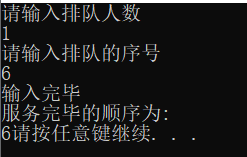 请输入排队人数
1
请输入排队的序号
6
输入完毕
服务完毕的顺序为:
6请按任意键继续. . .